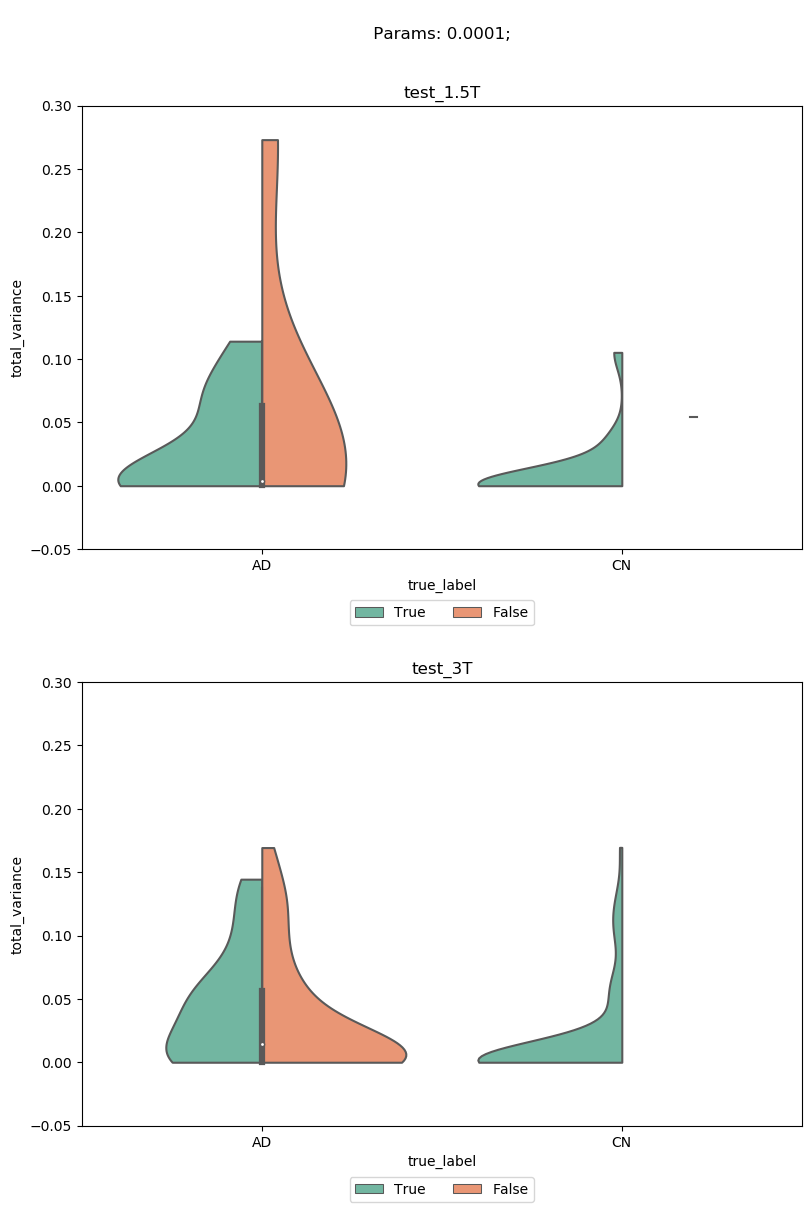 Params: 0.0001;
test_1.5T
0.30
0.25
0.20
0.15
0.10
0.05
0.00
−0.05
total_variance
AD
CN
true_label
True
False
test_3T
0.30
0.25
0.20
0.15
0.10
0.05
0.00
−0.05
total_variance
AD
CN
true_label
True
False